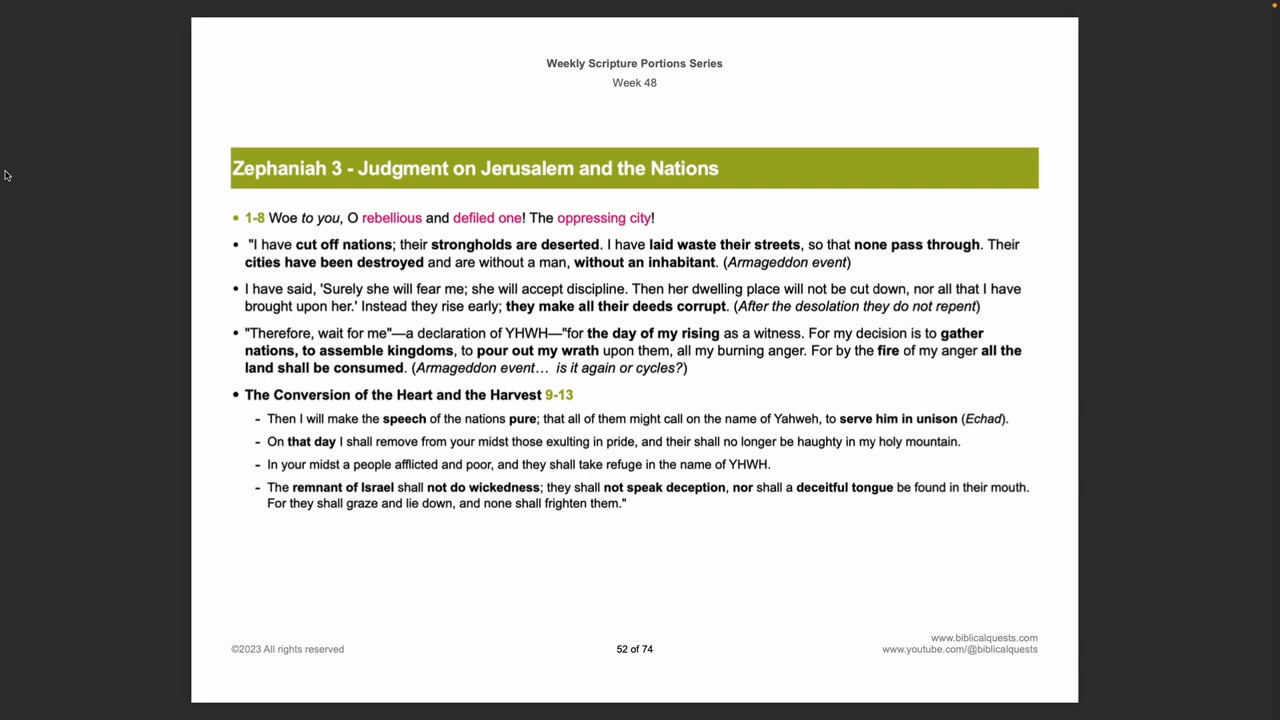 Weekly Scripture Portions Series
Week 48
Zephaniah 3 - Judgment on Jerusalem and the Nations
• 1-8 Woe to you, O rebellious and defiled one! The oppressing city!
• "I have cut off nations; their strongholds are deserted. I have laid waste their streets, so that none pass through. Their
cities have been destroyed and are without a man, without an inhabitant. (Armageddon event)
• I have said, 'Surely she will fear me; she will accept discipline. Then her dwelling place will not be cut down, nor all that I have
brought upon her.' Instead they rise early; they make all their deeds corrupt. (After the desolation they do not repent)
• "Therefore, wait for me"—a declaration of YHWH—"for the day of my rising as a witness. For my decision is to gather
nations, to assemble kingdoms, to pour out my wrath upon them, all my burning anger. For by the fire of my anger all the
land shall be consumed. (Armageddon event… is it again or cycles?)
• The Conversion of the Heart and the Harvest 9-13
- Then I will make the speech of the nations pure; that all of them might call on the name of Yahweh, to serve him in unison (Echad).
- On that day I shall remove from your midst those exulting in pride, and their shall no longer be haughty in my holy mountain.
- In your midst a people afflicted and poor, and they shall take refuge in the name of YHWH.
- The remnant of Israel shall not do wickedness; they shall not speak deception, nor shall a deceitful tongue be found in their mouth.
For they shall graze and lie down, and none shall frighten them."
www.biblicalquests.com
©2023 All rights reserved
52 of 74
www.youtube.com/@biblicalquests